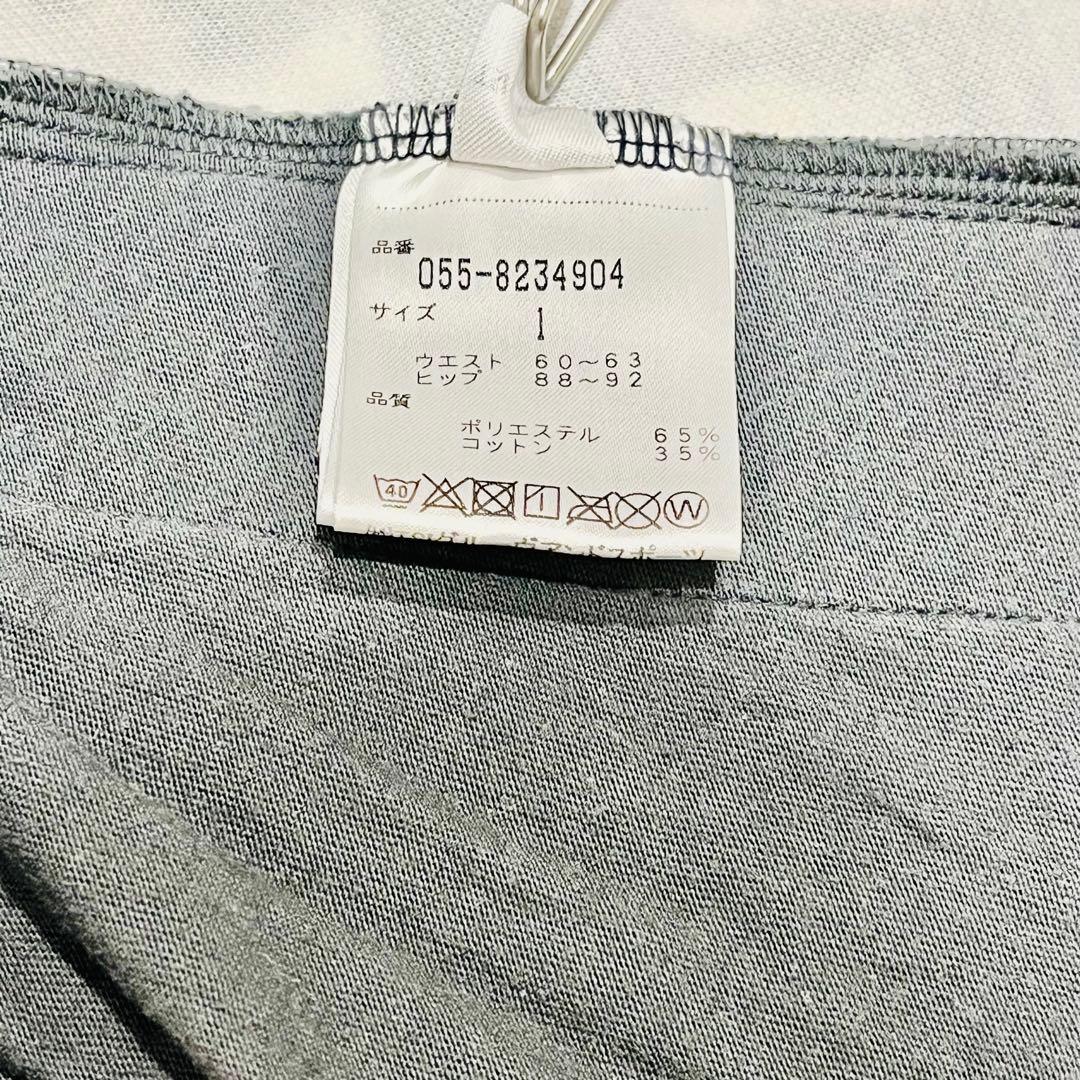 品番
055-8234904
サイズ 1
ウエスト 60～63
ヒップ 88～92
品質
ポリエステル 65%
コットン 35%
40 W